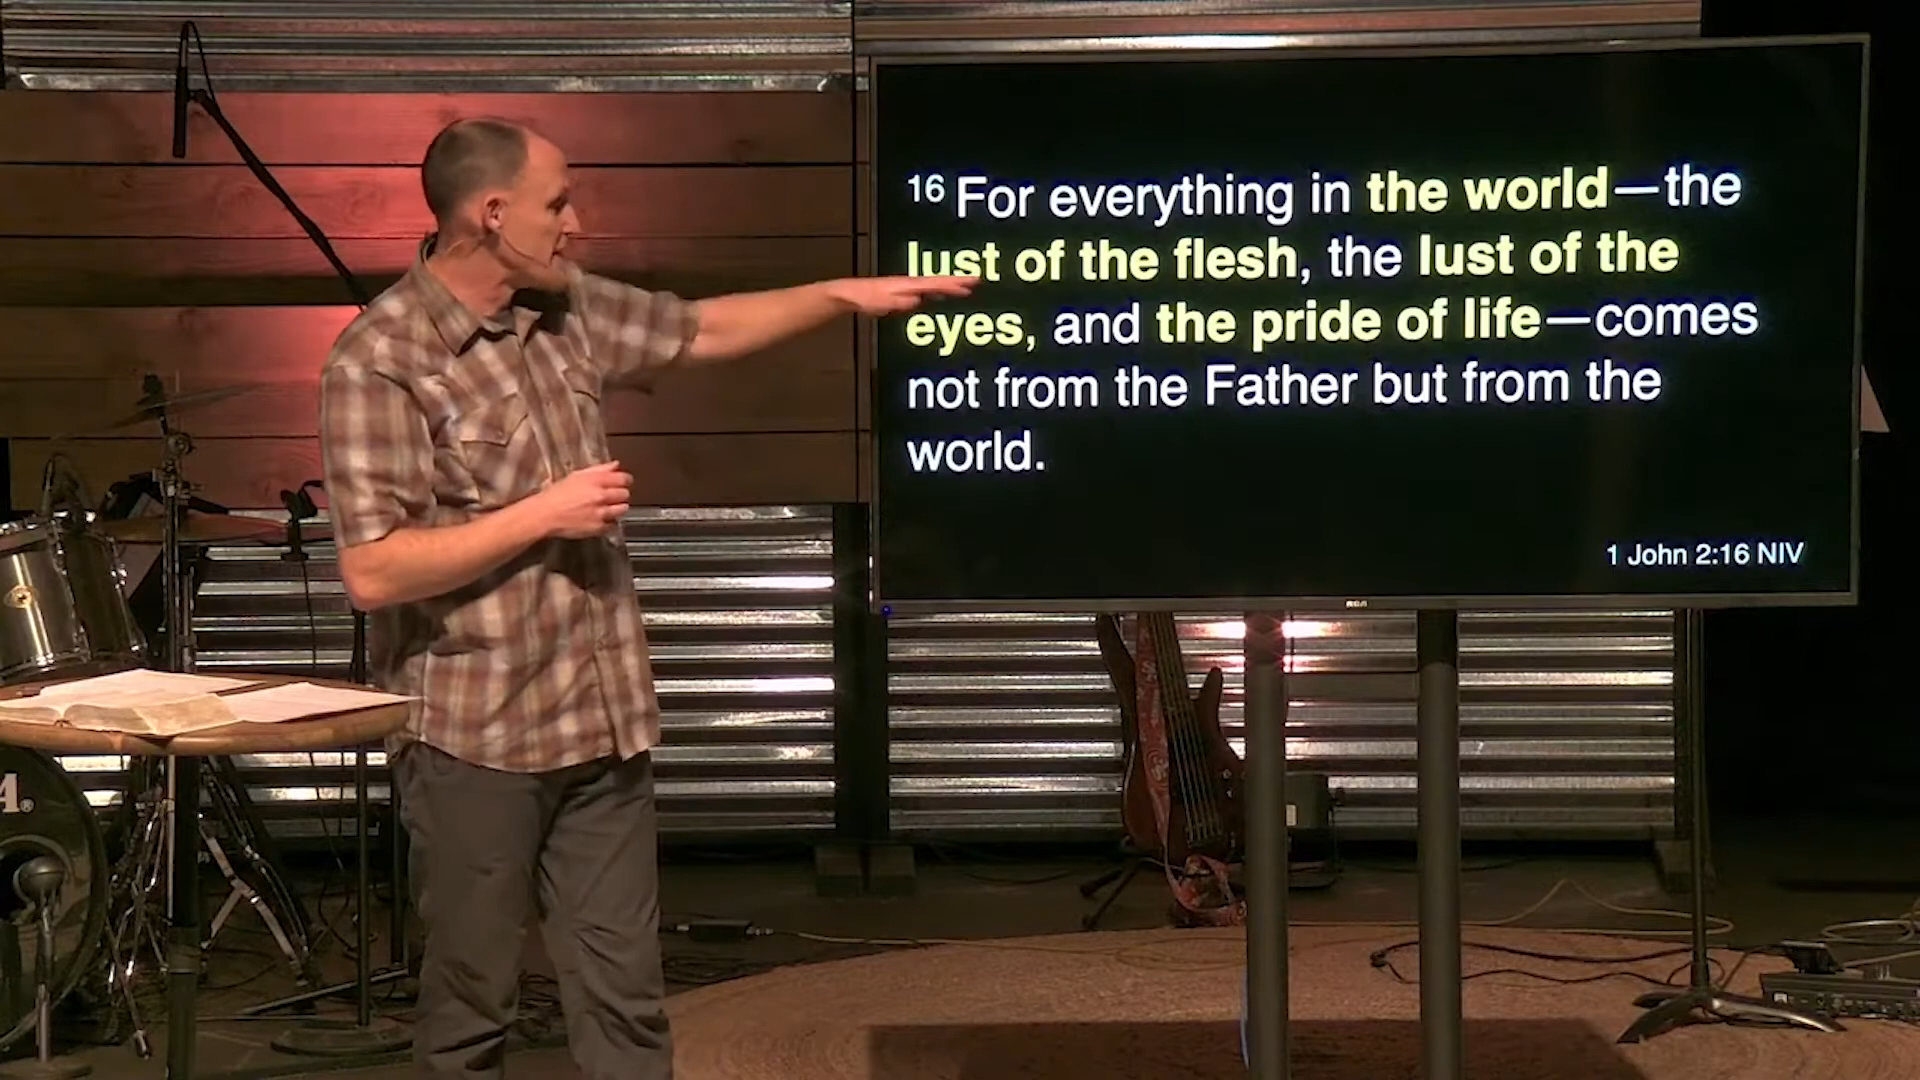 16 For everything in the world—the
lust of the flesh, the lust of the
eyes, and the pride of life—comes
not from the Father but from the
world.
1 John 2:16 NIV
RCA